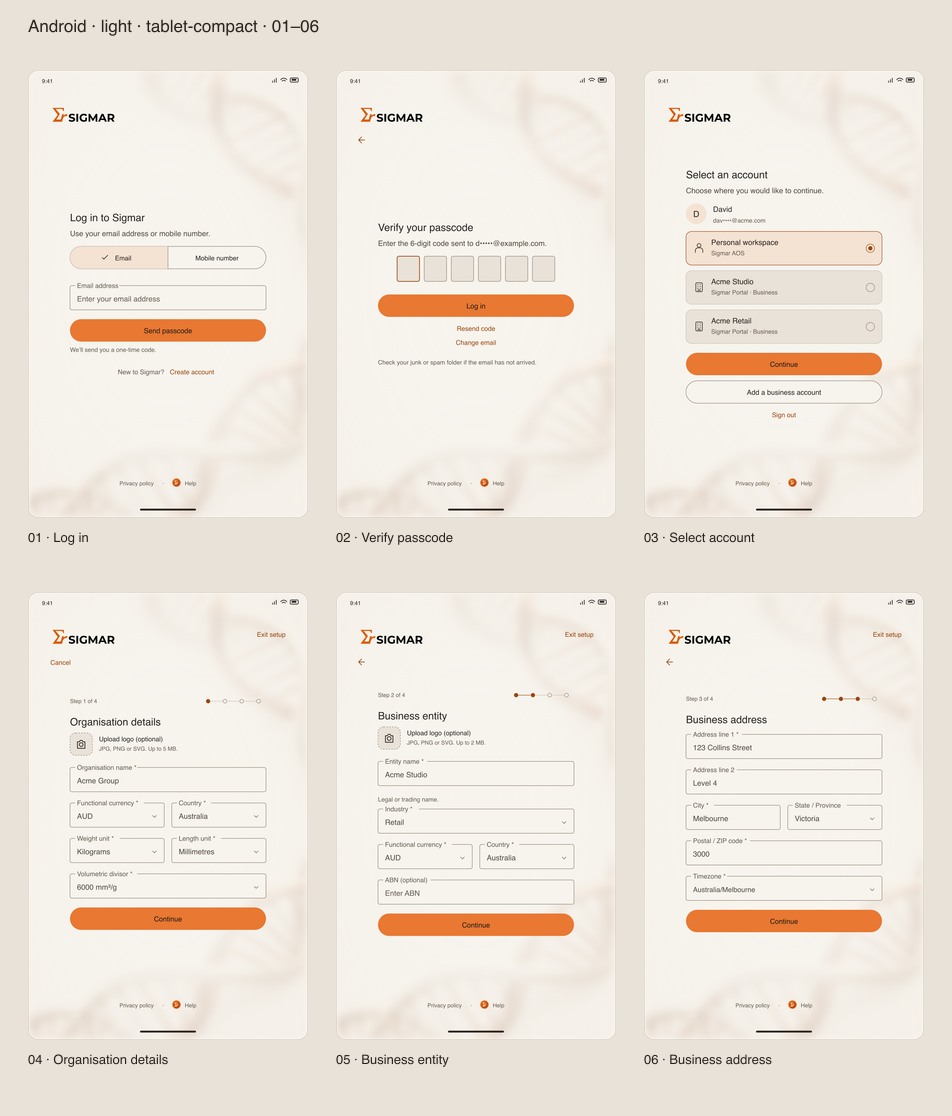 Android · light · tablet-compact · 01–06
9:41
SIGMAR
Log in to Sigmar
Use your email address or mobile number.
Email
Mobile number
Email address
Enter your email address
Send passcode
We'll send you a one-time code.
New to Sigmar? Create account
Privacy policy · Help
01 · Log in
9:41
SIGMAR
Verify your passcode
Enter the 6-digit code sent to d•••••@example.com.
Log in
Resend code
Change email
Check your junk or spam folder if the email has not arrived.
Privacy policy · Help
02 · Verify passcode
9:41
SIGMAR
Select an account
Choose where you would like to continue.
D
David
dav••••@acme.com
Personal workspace
Sigmar AOS
Acme Studio
Sigmar Portal · Business
Acme Retail
Sigmar Portal · Business
Continue
Add a business account
Sign out
Privacy policy · Help
03 · Select account
9:41
SIGMAR
Exit setup
Cancel
Step 1 of 4
Organisation details
Upload logo (optional)
JPG, PNG or SVG. Up to 5 MB.
Organisation name *
Acme Group
Functional currency *
AUD
Country *
Australia
Weight unit *
Kilograms
Length unit *
Millimetres
Volumetric divisor *
6000 mm³/g
Continue
Privacy policy · Help
04 · Organisation details
9:41
SIGMAR
Exit setup
Step 2 of 4
Business entity
Upload logo (optional)
JPG, PNG or SVG. Up to 2 MB.
Entity name *
Acme Studio
Legal or trading name.
Industry *
Retail
Functional currency *
AUD
Country *
Australia
ABN (optional)
Enter ABN
Continue
Privacy policy · Help
05 · Business entity
9:41
SIGMAR
Exit setup
Step 3 of 4
Business address
Address line 1 *
123 Collins Street
Address line 2
Level 4
City *
Melbourne
State / Province
Victoria
Postal / ZIP code *
3000
Timezone *
Australia/Melbourne
Continue
Privacy policy · Help
06 · Business address